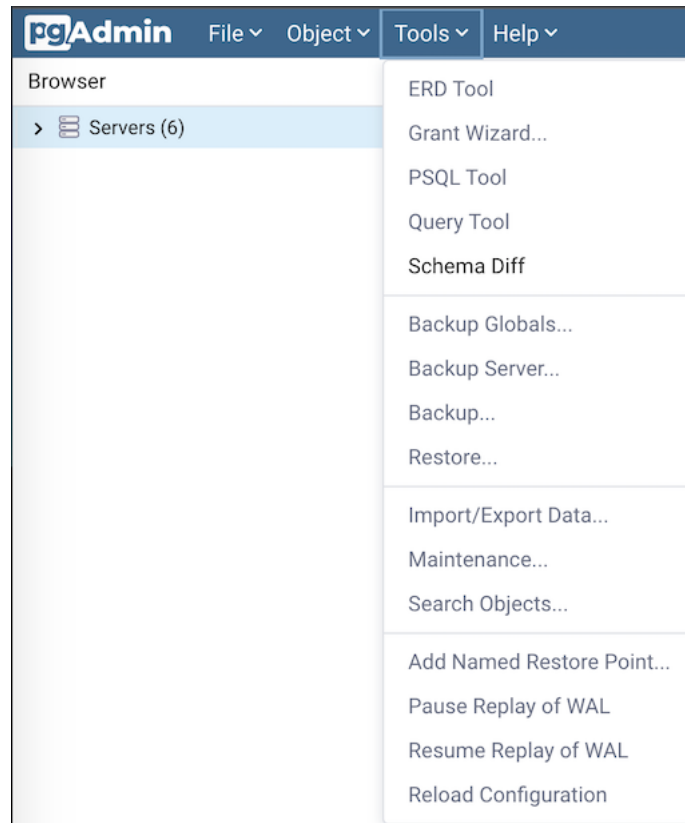 pgAdmin File Object Tools Help
Browser
Servers (6)
ERD Tool
Grant Wizard...
PSQL Tool
Query Tool
Schema Diff
Backup Globals...
Backup Server...
Backup...
Restore...
Import/Export Data...
Maintenance...
Search Objects...
Add Named Restore Point...
Pause Replay of WAL
Resume Replay of WAL
Reload Configuration